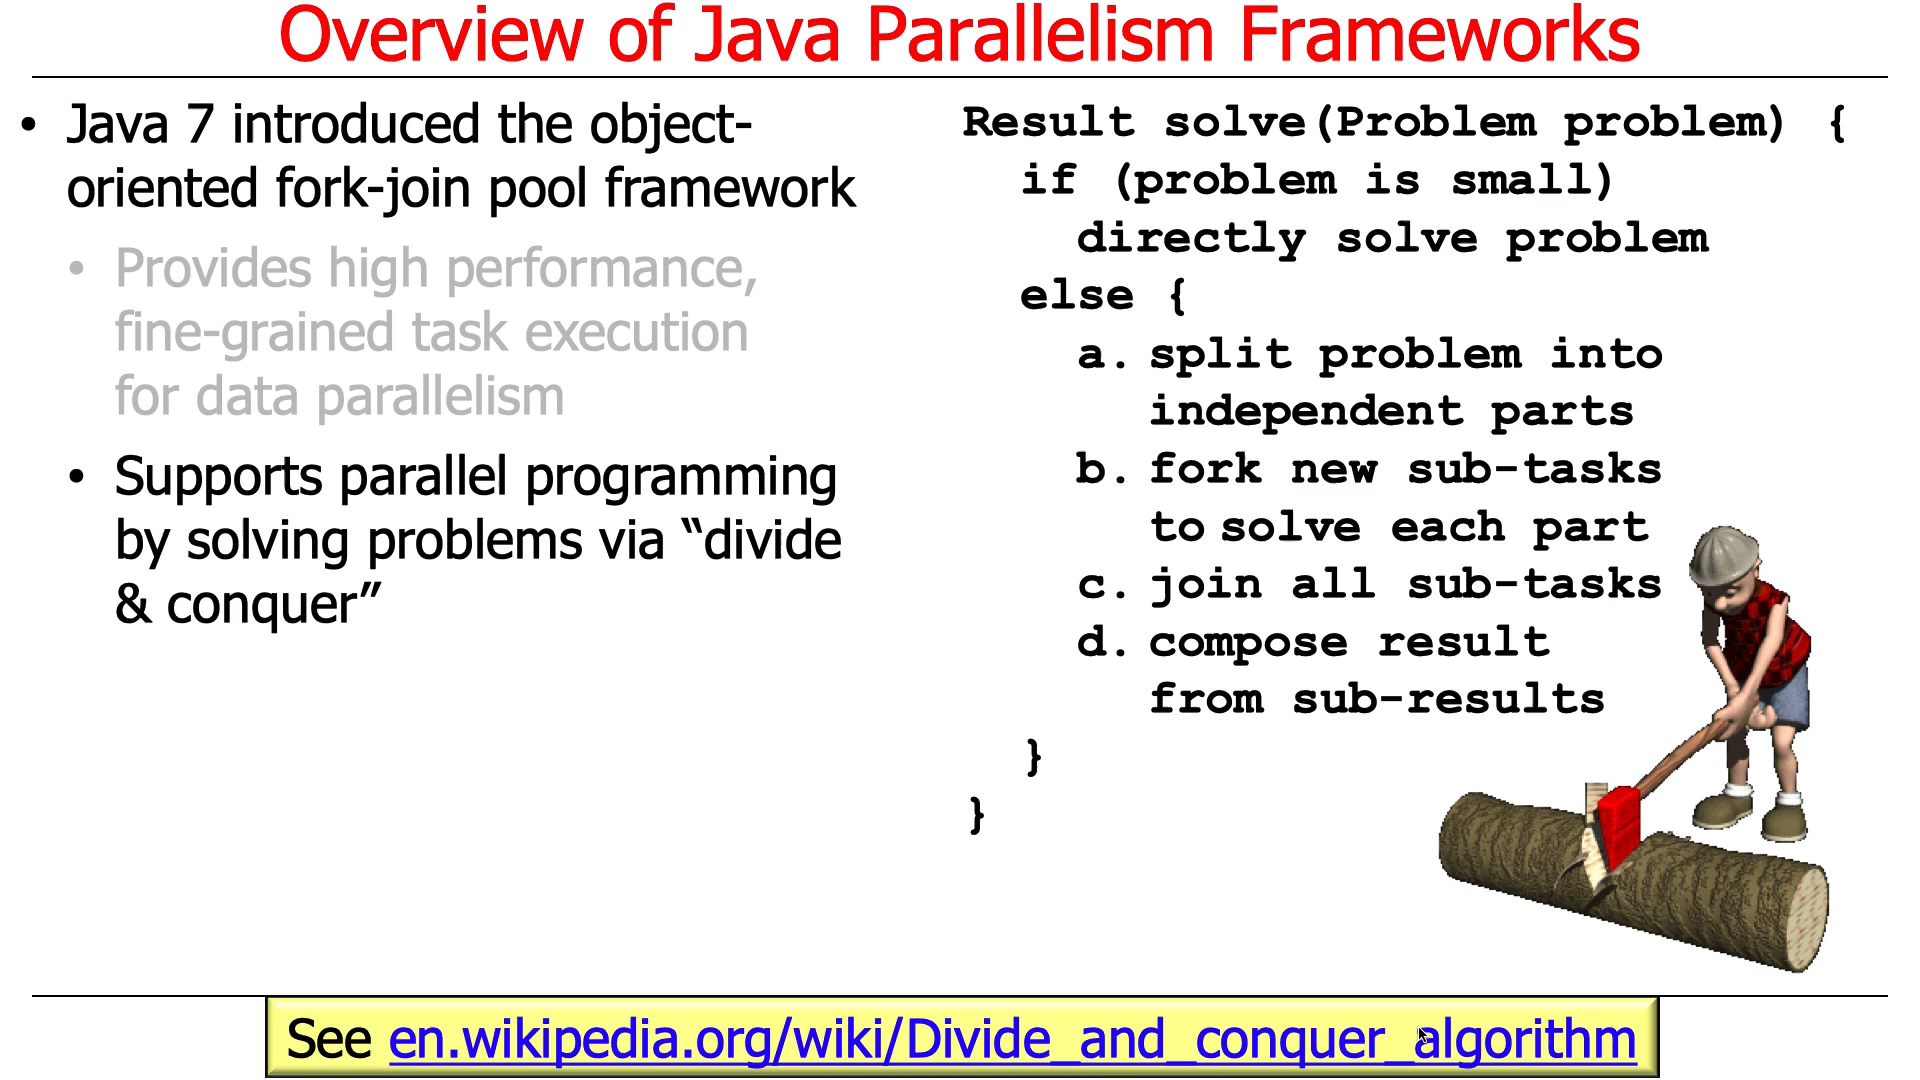 Overview of Java Parallelism Frameworks
• Java 7 introduced the object-
oriented fork-join pool framework
• Provides high performance,
fine-grained task execution
for data parallelism
• Supports parallel programming
by solving problems via “divide
& conquer”
Result solve(Problem problem) {
if (problem is small)
directly solve problem
else {
a. split problem into
independent parts
b. fork new sub-tasks
to solve each part
c. join all sub-tasks
d. compose result
from sub-results
}
}
See en.wikipedia.org/wiki/Divide_and_conquer_algorithm